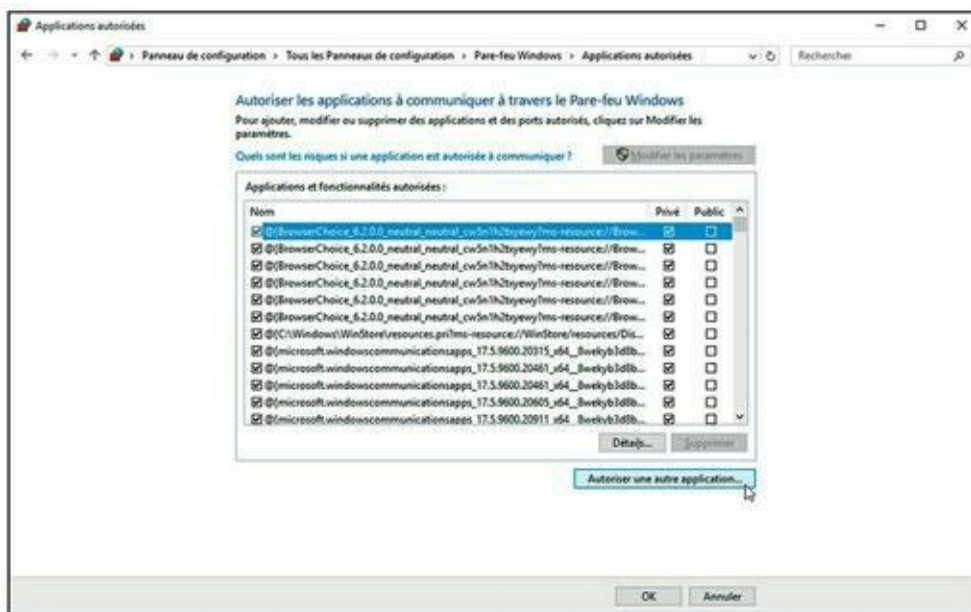 Applications autorisées
Panneau de configuration › Tous les Panneaux de configuration › Pare-feu Windows › Applications autorisées
Rechercher
Autoriser les applications à communiquer à travers le Pare-feu Windows
Pour ajouter, modifier ou supprimer des applications et des ports autorisés, cliquez sur Modifier les
paramètres.
Quels sont les risques si une application est autorisée à communiquer ?
Modifier les paramètres
Applications et fonctionnalités autorisées :
Nom Privé Public
@{BrowserChoice_6.2.0.0_neutral_neutral_cw5n1h2txyewy?ms-resource://Brow...
@{BrowserChoice_6.2.0.0_neutral_neutral_cw5n1h2txyewy?ms-resource://Brow...
@{BrowserChoice_6.2.0.0_neutral_neutral_cw5n1h2txyewy?ms-resource://Brow...
@{BrowserChoice_6.2.0.0_neutral_neutral_cw5n1h2txyewy?ms-resource://Brow...
@{BrowserChoice_6.2.0.0_neutral_neutral_cw5n1h2txyewy?ms-resource://Brow...
@{BrowserChoice_6.2.0.0_neutral_neutral_cw5n1h2txyewy?ms-resource://Brow...
@{C:\Windows\WinStore\resources.pri?ms-resource://WinStore/resources/Dis...
@{microsoft.windowscommunicationsapps_17.5.9600.20315_x64__8wekyb3d8b...
@{microsoft.windowscommunicationsapps_17.5.9600.20461_x64__8wekyb3d8b...
@{microsoft.windowscommunicationsapps_17.5.9600.20461_x64__8wekyb3d8b...
@{microsoft.windowscommunicationsapps_17.5.9600.20605_x64__8wekyb3d8b...
@{microsoft.windowscommunicationsapps_17.5.9600.20911_x64__8wekyb3d8b...
Détails... Supprimer
Autoriser une autre application...
OK Annuler